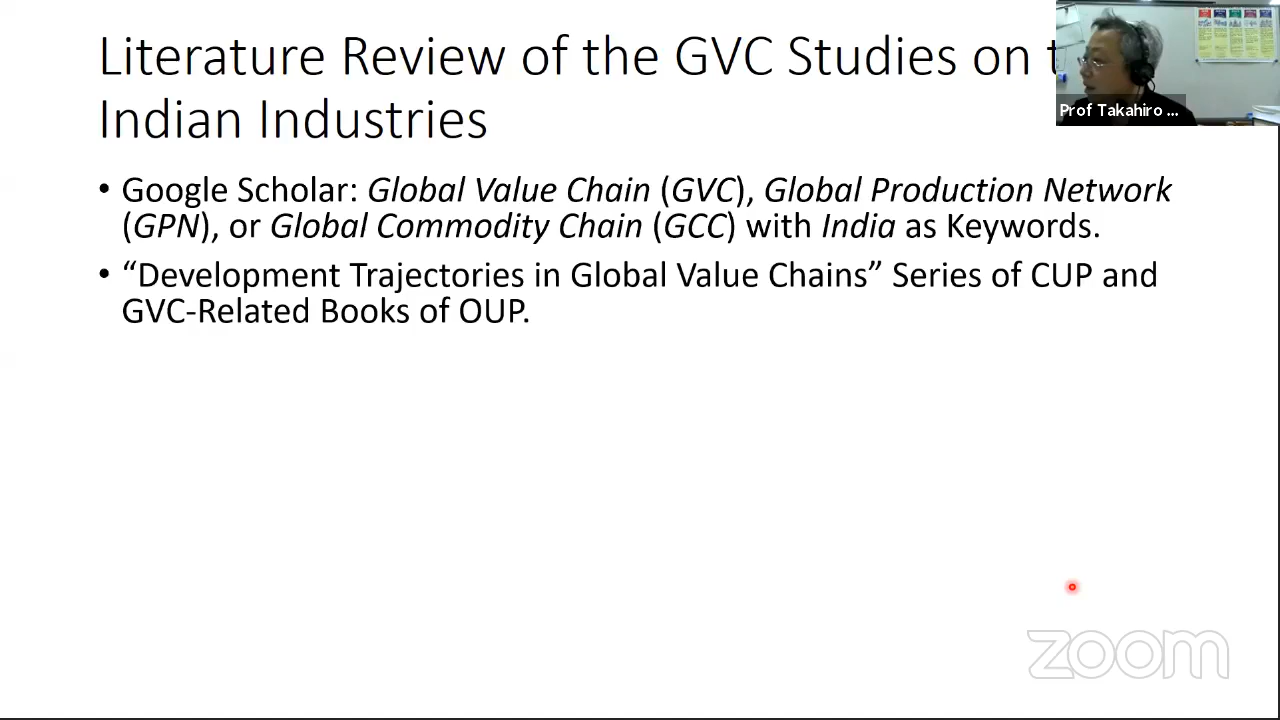 Literature Review of the GVC Studies on t
Indian Industries
Prof Takahiro ...
• Google Scholar: Global Value Chain (GVC), Global Production Network
(GPN), or Global Commodity Chain (GCC) with India as Keywords.
• “Development Trajectories in Global Value Chains” Series of CUP and
GVC-Related Books of OUP.
zoom